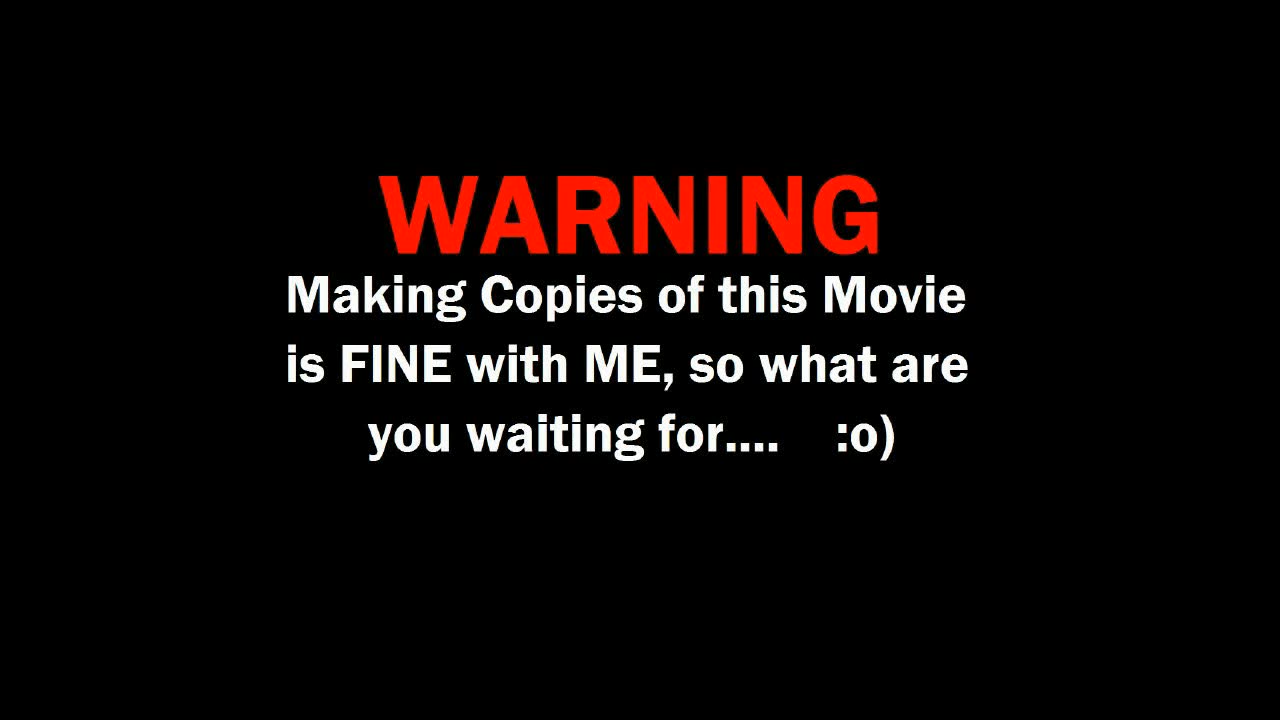 WARNING
Making Copies of this Movie
is FINE with ME, so what are
you waiting for.... :o)